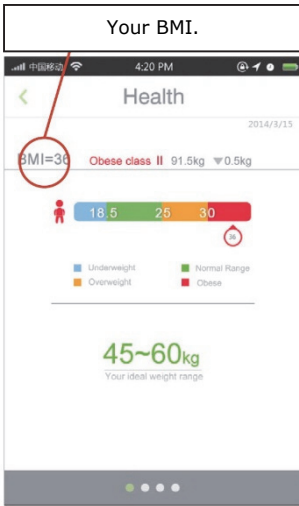 Your BMI.
中国移动 4:20 PM
Health
2014/3/15
BMI=36 Obese class II 91.5kg ▼0.5kg
18.5 25 30
36
Underweight Normal Range
Overweight Obese
45~60kg
Your ideal weight range